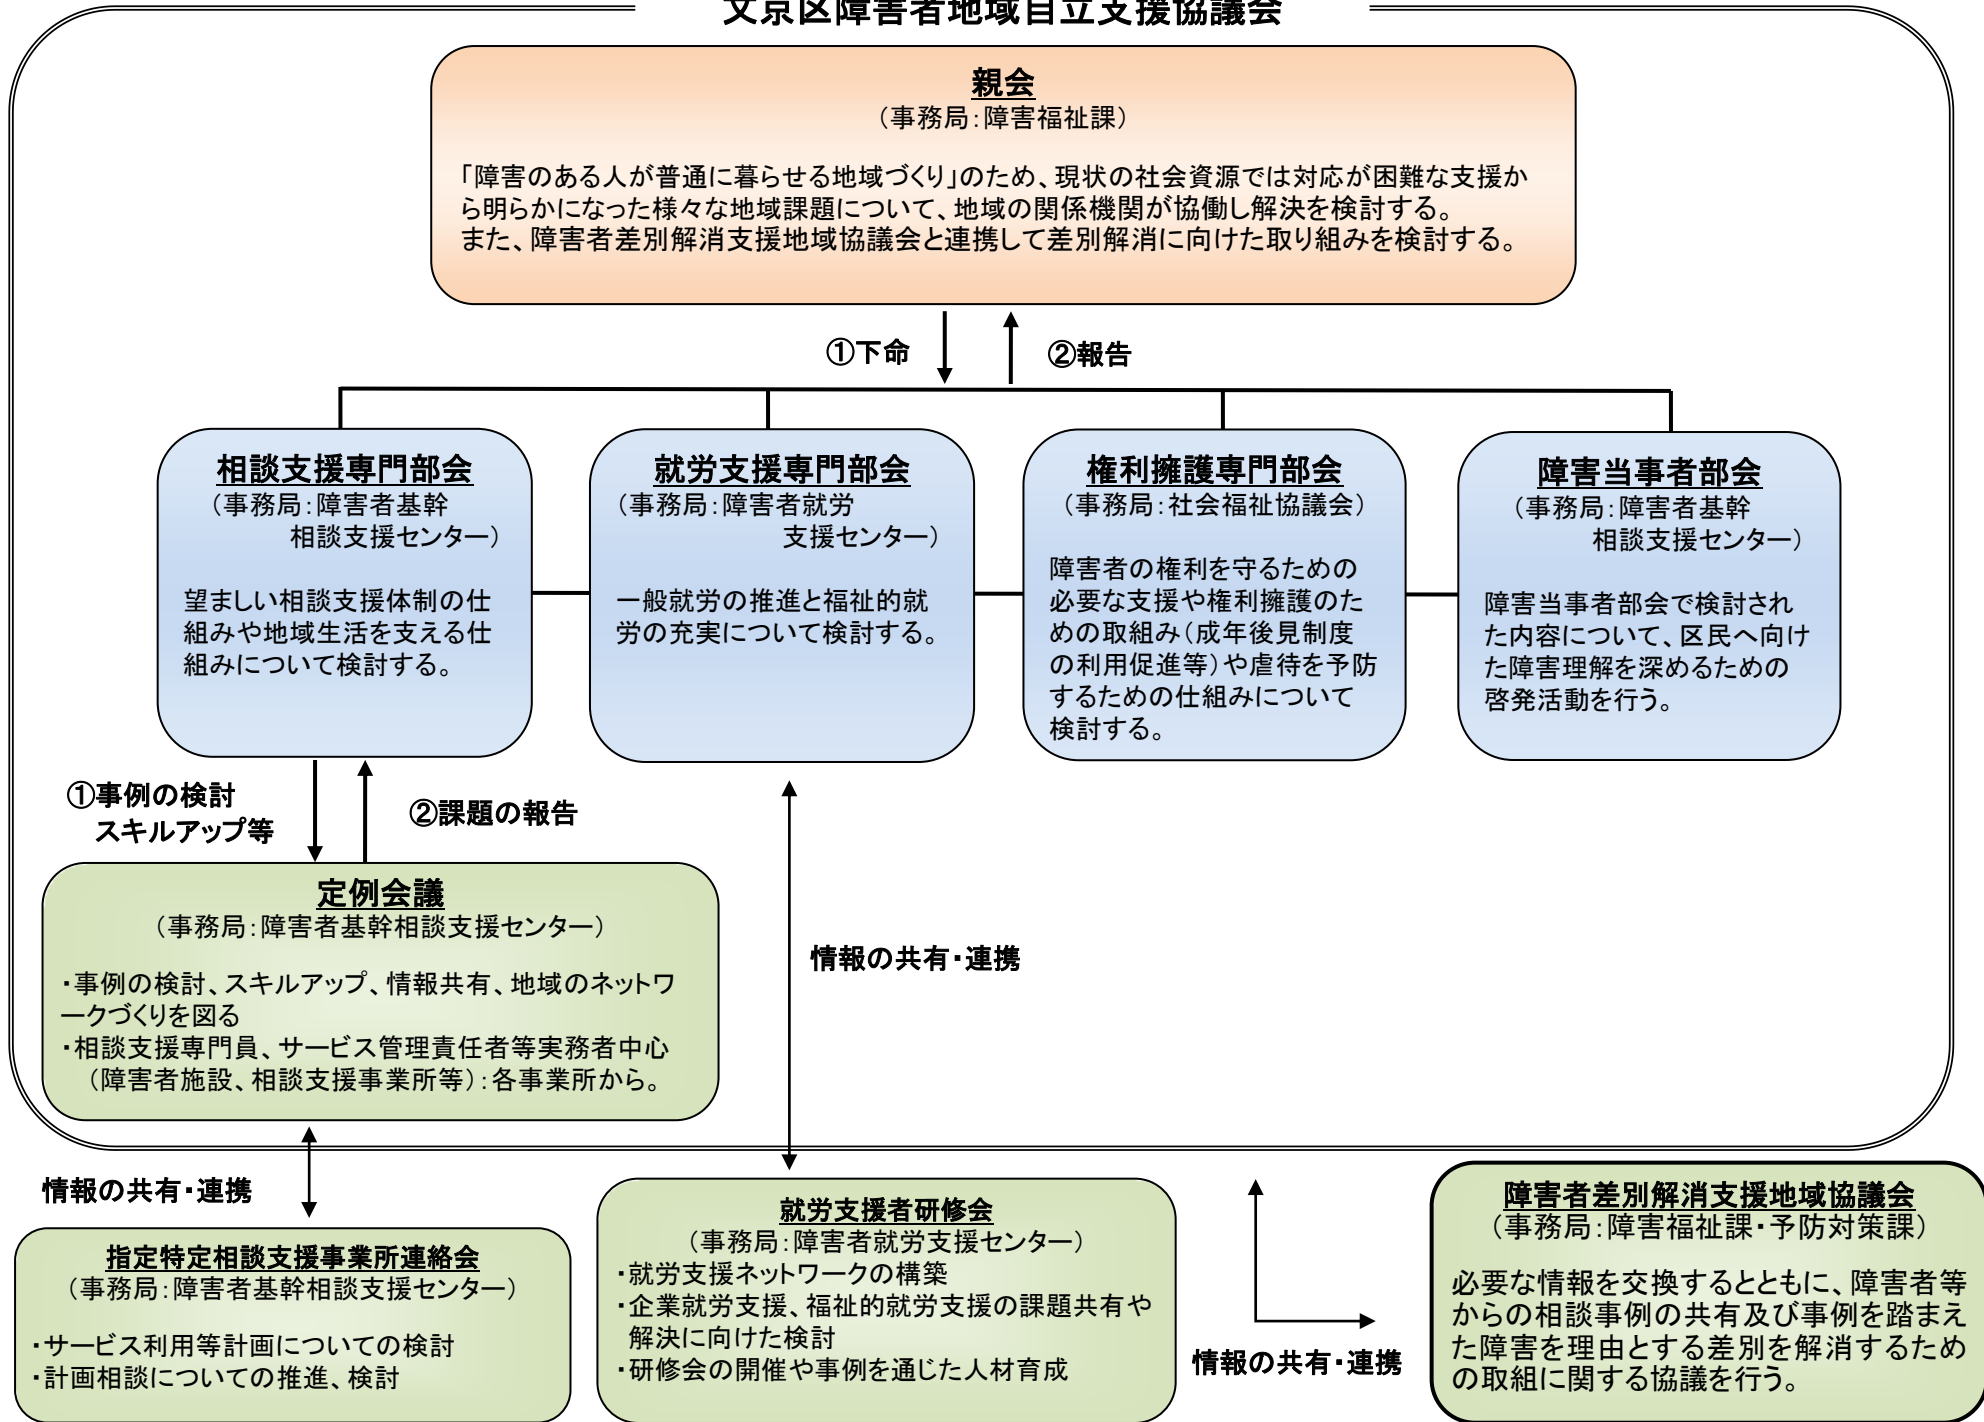 文京区障害者地域自立支援協議会
親会
（事務局：障害福祉課）
「障害のある人が普通に暮らせる地域づくり」のため、現状の社会資源では対応が困難な支援か
ら明らかになった様々な地域課題について、地域の関係機関が協働し解決を検討する。
また、障害者差別解消支援地域協議会と連携して差別解消に向けた取り組みを検討する。
①下命
②報告
相談支援専門部会
（事務局：障害者基幹
相談支援センター）
望ましい相談支援体制の仕
組みや地域生活を支える仕
組みについて検討する。
就労支援専門部会
（事務局：障害者就労
支援センター）
一般就労の推進と福祉的就
労の充実について検討する。
権利擁護専門部会
（事務局：社会福祉協議会）
障害者の権利を守るための
必要な支援や権利擁護のた
めの取組み（成年後見制度
の利用促進等）や虐待を予防
するための仕組みについて
検討する。
障害当事者部会
（事務局：障害者基幹
相談支援センター）
障害当事者部会で検討され
た内容について、区民へ向け
た障害理解を深めるための
啓発活動を行う。
①事例の検討
スキルアップ等
②課題の報告
定例会議
（事務局：障害者基幹相談支援センター）
・事例の検討、スキルアップ、情報共有、地域のネットワ
ークづくりを図る
・相談支援専門員、サービス管理責任者等実務者中心
（障害者施設、相談支援事業所等）：各事業所から。
情報の共有・連携
情報の共有・連携
指定特定相談支援事業所連絡会
（事務局：障害者基幹相談支援センター）
・サービス利用等計画についての検討
・計画相談についての推進、検討
就労支援者研修会
（事務局：障害者就労支援センター）
・就労支援ネットワークの構築
・企業就労支援、福祉的就労支援の課題共有や
解決に向けた検討
・研修会の開催や事例を通じた人材育成
情報の共有・連携
障害者差別解消支援地域協議会
（事務局：障害福祉課・予防対策課）
必要な情報を交換するとともに、障害者等
からの相談事例の共有及び事例を踏まえ
た障害を理由とする差別を解消するため
の取組に関する協議を行う。